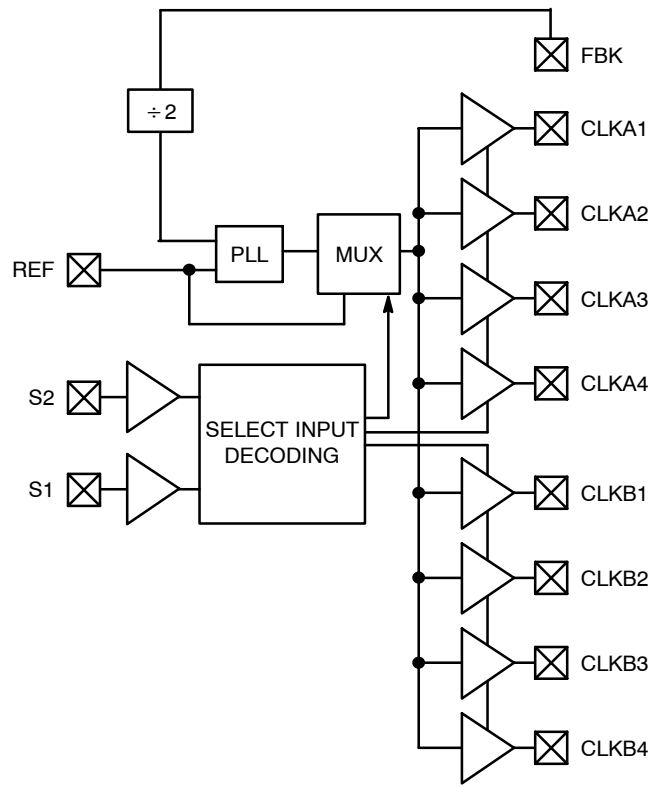 FBK
÷2
CLKA1
CLKA2
PLL
MUX
REF
CLKA3
CLKA4
S2
SELECT INPUT
DECODING
S1
CLKB1
CLKB2
CLKB3
CLKB4